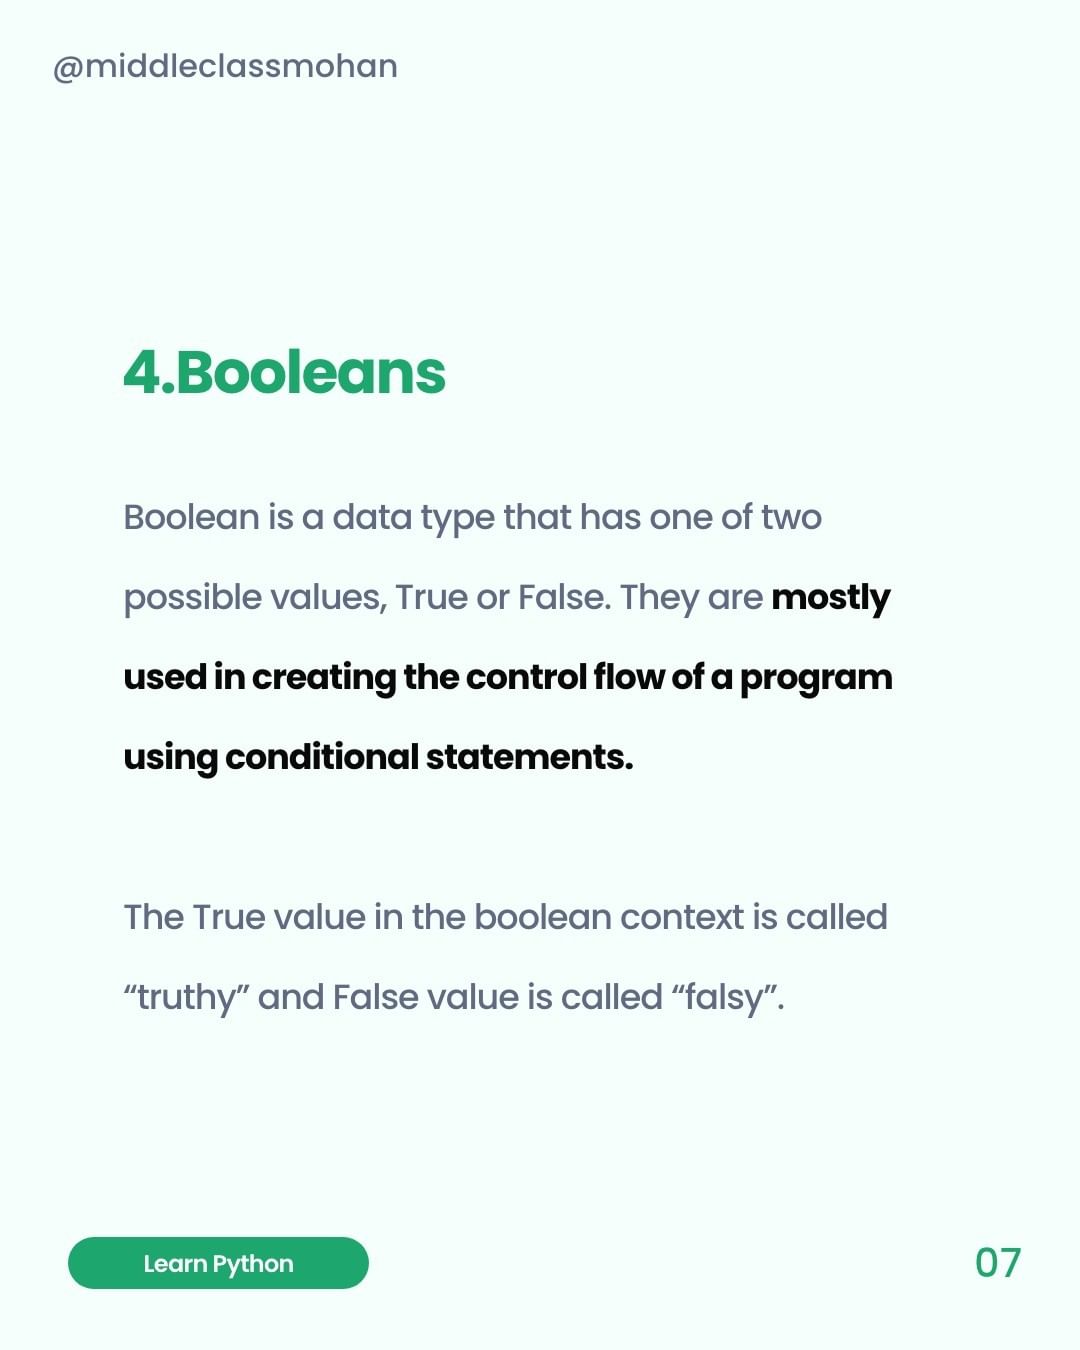 @middleclassmohan
4.Booleans
Boolean is a data type that has one of two
possible values, True or False. They are mostly
used in creating the control flow of a program
using conditional statements.
The True value in the boolean context is called
“truthy” and False value is called “falsy”.
Learn Python
07